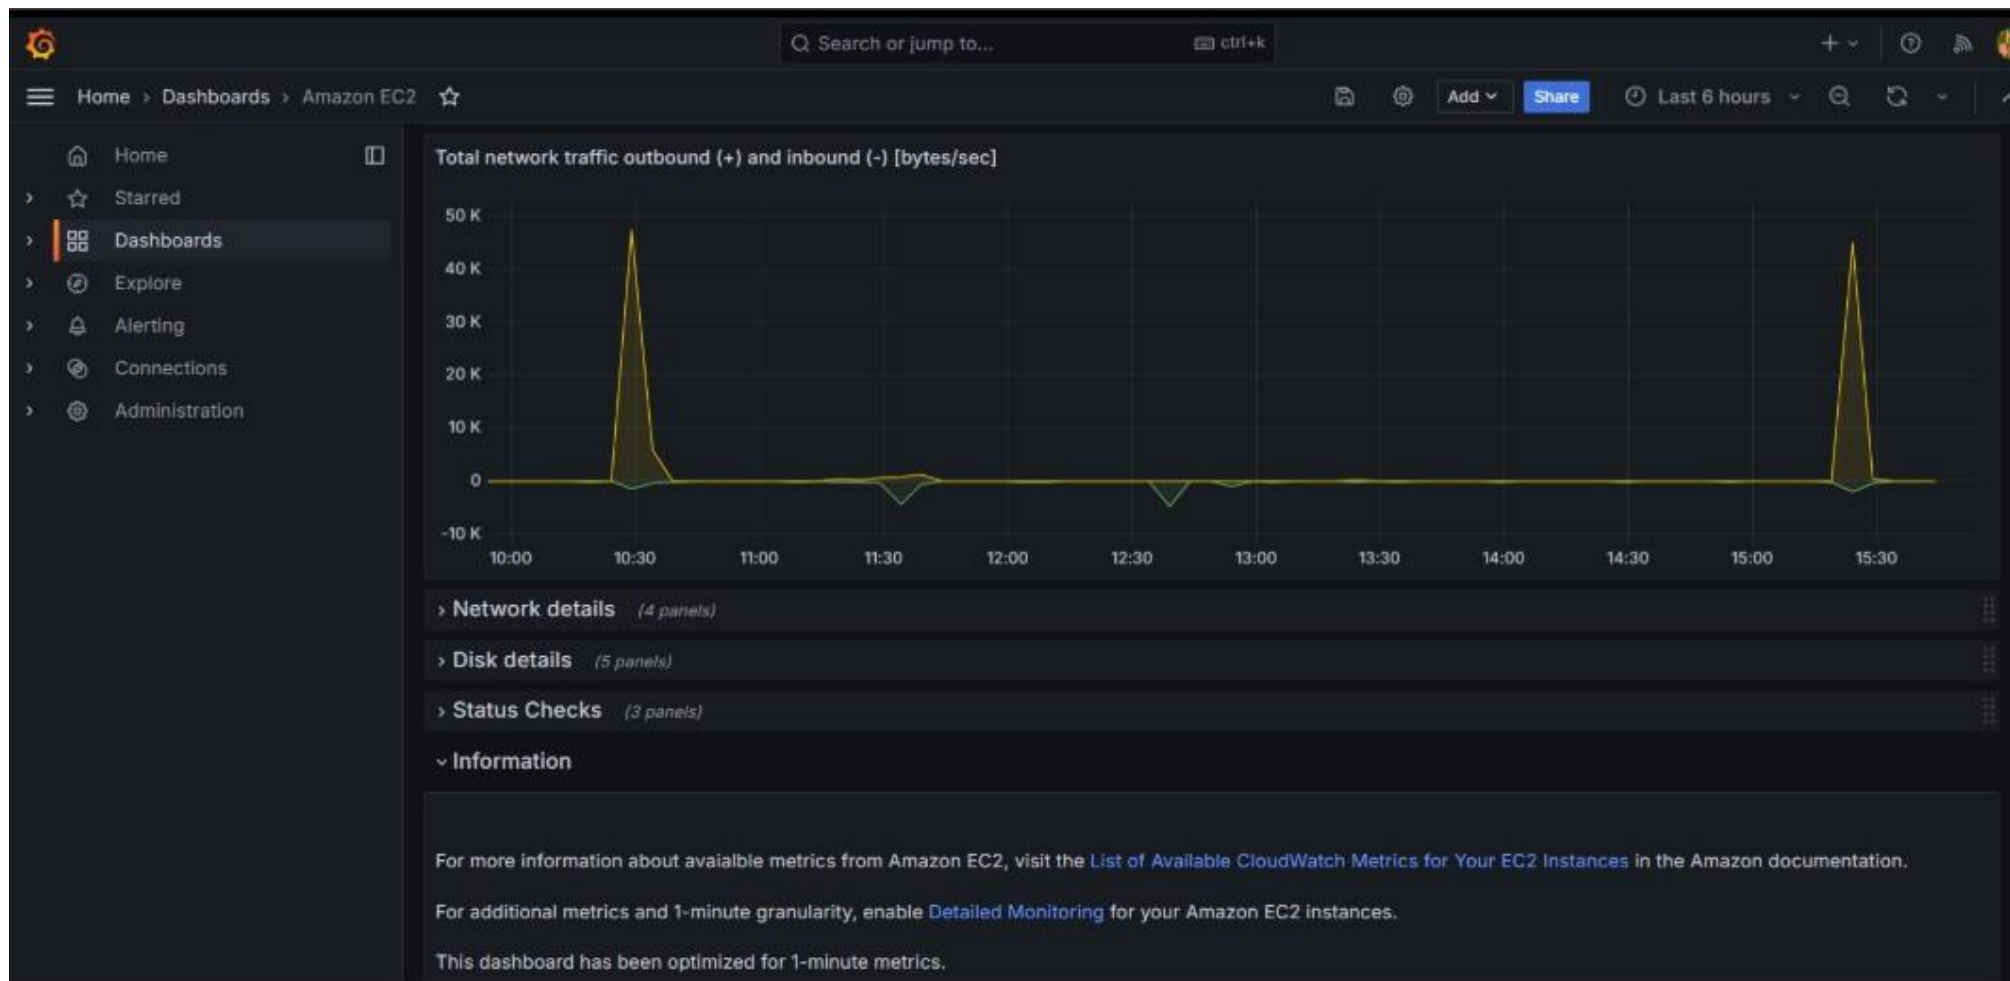 Search or jump to...
ctrl+k
Home › Dashboards › Amazon EC2
Add
Share
Last 6 hours
Home
Starred
Dashboards
Explore
Alerting
Connections
Administration
Total network traffic outbound (+) and inbound (-) [bytes/sec]
50 K
40 K
30 K
20 K
10 K
0
-10 K
10:00 10:30 11:00 11:30 12:00 12:30 13:00 13:30 14:00 14:30 15:00 15:30
Network details (4 panels)
Disk details (5 panels)
Status Checks (3 panels)
Information
For more information about avaialble metrics from Amazon EC2, visit the List of Available CloudWatch Metrics for Your EC2 Instances in the Amazon documentation.
For additional metrics and 1-minute granularity, enable Detailed Monitoring for your Amazon EC2 instances.
This dashboard has been optimized for 1-minute metrics.